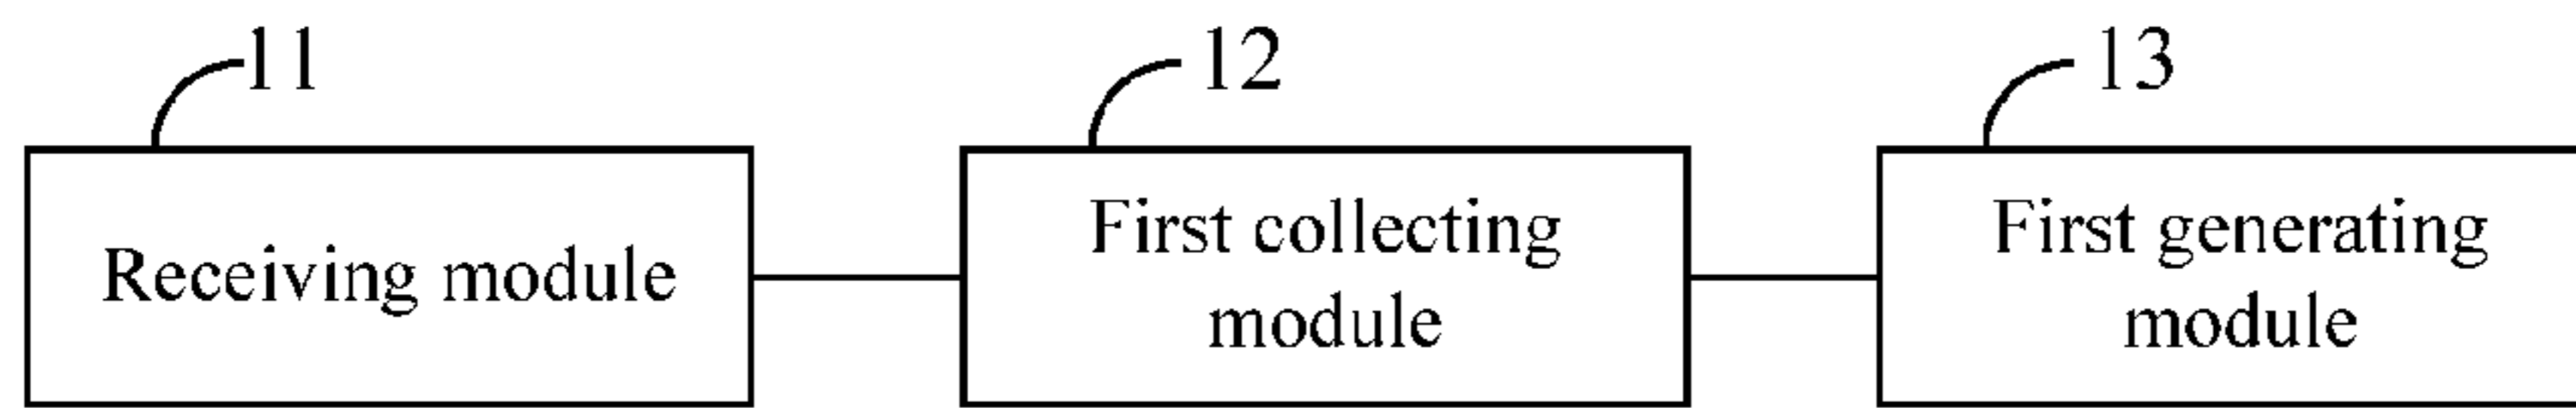 11
12
13
Receiving module
First collecting
module
First generating
module